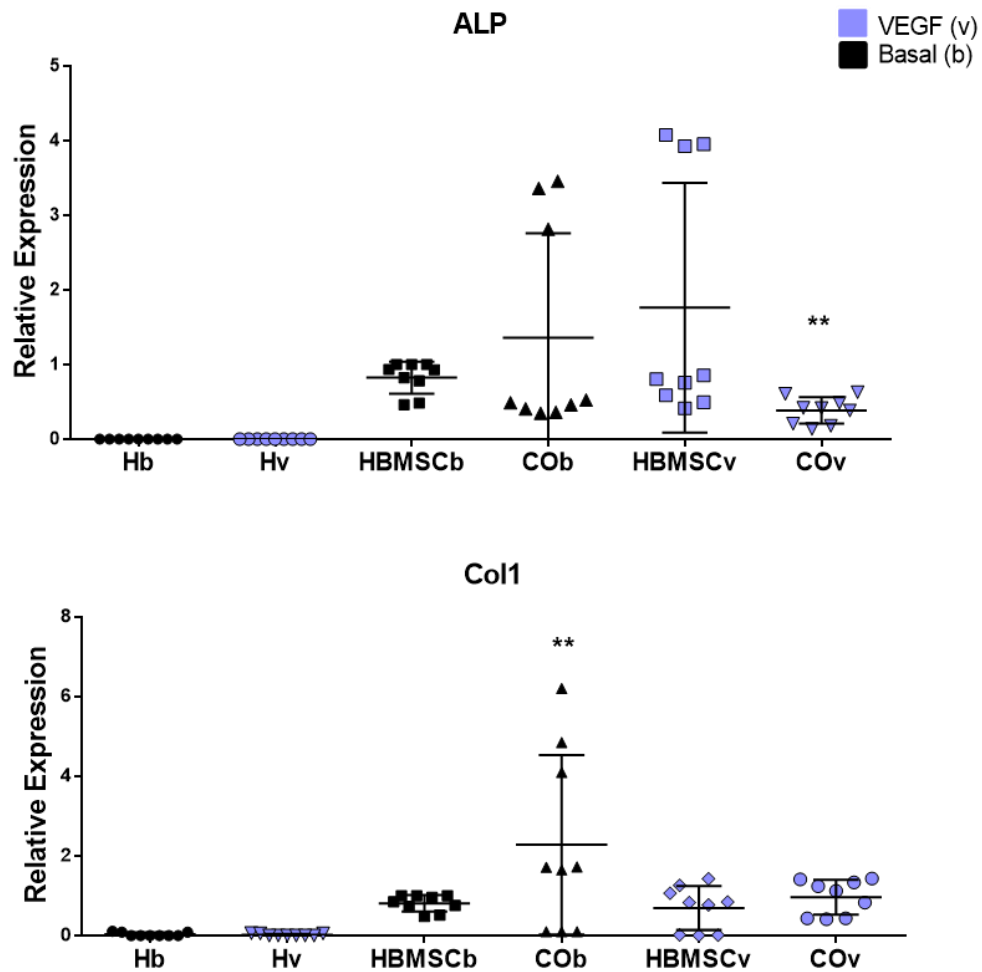 ALP
VEGF (v)
Basal (b)
Relative Expression
5
4
3
2
1
0
**
Hb Hv HBMSCb COb HBMSCv COv
Col1
Relative Expression
8
6
4
2
0
**
Hb Hv HBMSCb COb HBMSCv COv